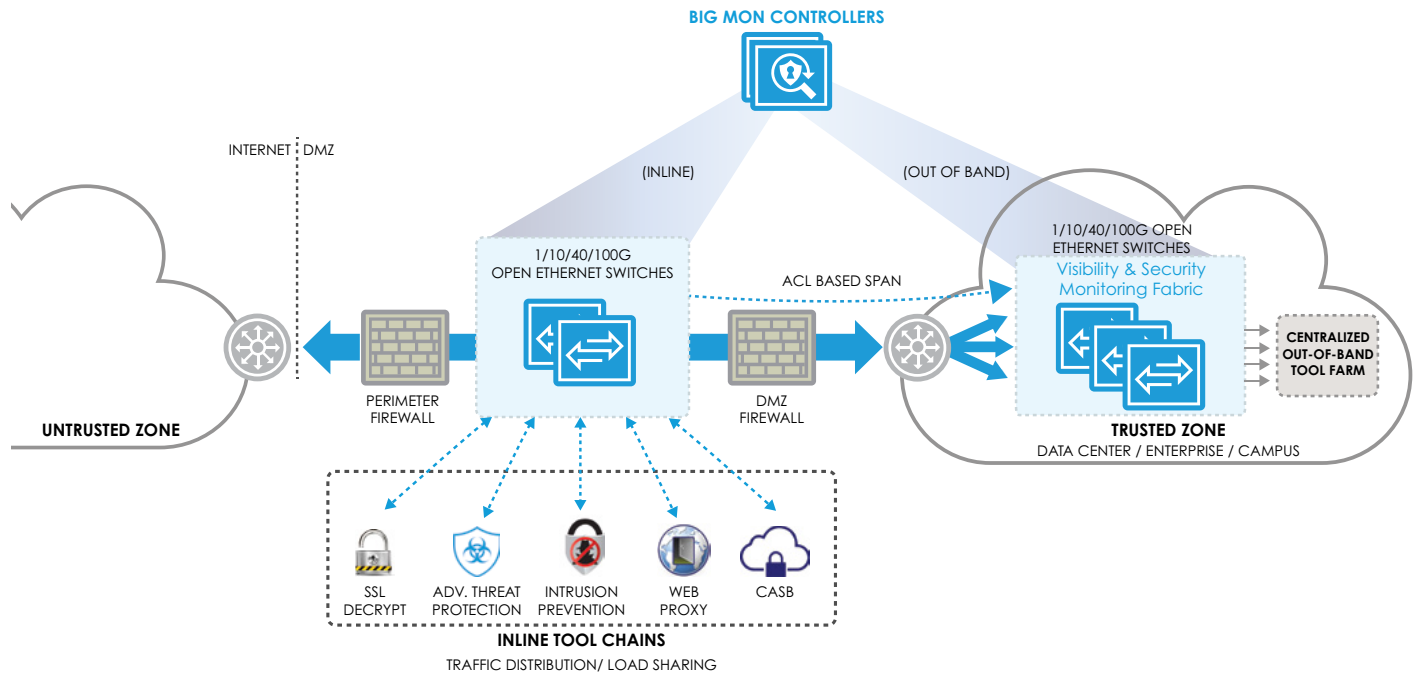 BIG MON CONTROLLERS
INTERNET
DMZ
(INLINE)
(OUT OF BAND)
1/10/40/100G
OPEN ETHERNET SWITCHES
ACL BASED SPAN
1/10/40/100G OPEN
ETHERNET SWITCHES
Visibility & Security
Monitoring Fabric
CENTRALIZED
OUT-OF-BAND
TOOL FARM
PERIMETER
FIREWALL
DMZ
FIREWALL
UNTRUSTED ZONE
TRUSTED ZONE
DATA CENTER / ENTERPRISE / CAMPUS
SSL
DECRYPT
ADV. THREAT
PROTECTION
INTRUSION
PREVENTION
WEB
PROXY
CASB
INLINE TOOL CHAINS
TRAFFIC DISTRIBUTION/ LOAD SHARING